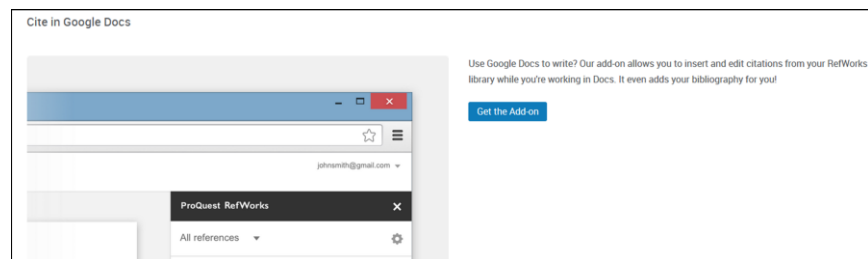 Cite in Google Docs
Use Google Docs to write? Our add-on allows you to insert and edit citations from your RefWorks
library while you're working in Docs. It even adds your bibliography for you!
Get the Add-on
johnsmith@gmail.com
ProQuest RefWorks
All references